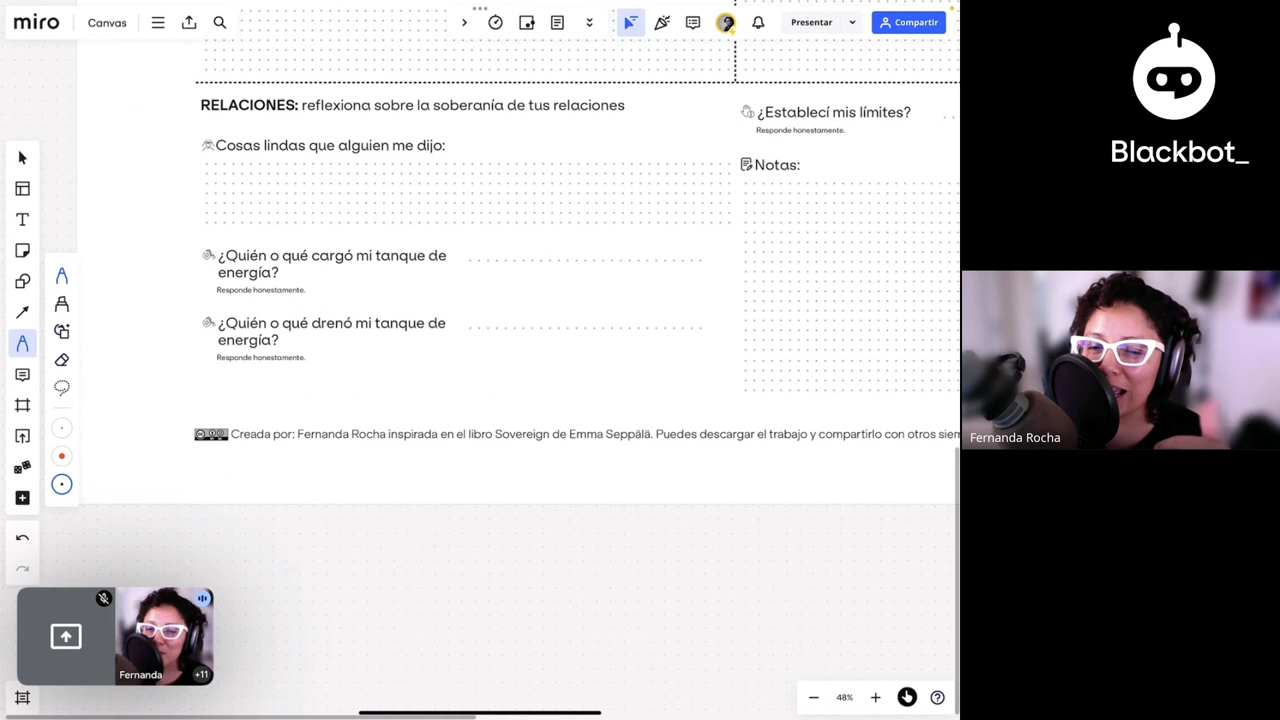 miro
Canvas
Presentar
Compartir
RELACIONES: reflexiona sobre la soberanía de tus relaciones
Cosas lindas que alguien me dijo:
¿Quién o qué cargó mi tanque de
energía?
Responde honestamente.
¿Quién o qué drenó mi tanque de
energía?
Responde honestamente.
¿Establecí mis límites?
Responde honestamente.
Notas:
Creada por: Fernanda Rocha inspirada en el libro Sovereign de Emma Seppälä. Puedes descargar el trabajo y compartirlo con otros siem
Fernanda
+11
48%
Blackbot_
Fernanda Rocha